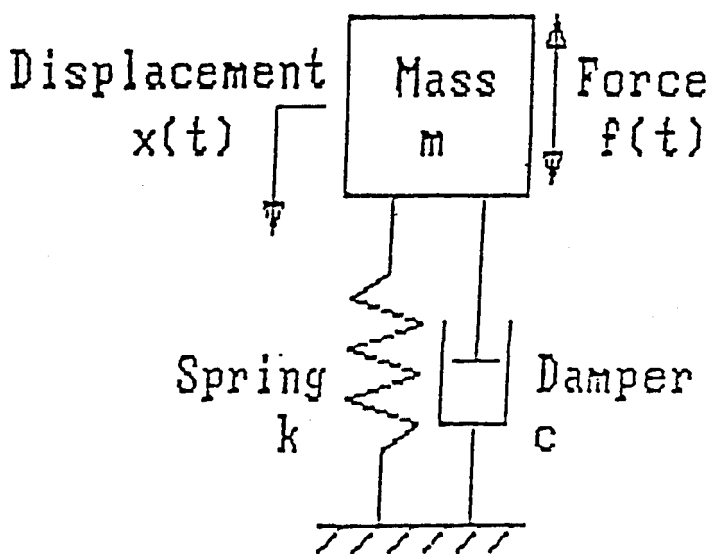 Displacement
x(t)
Mass
m
Force
f(t)
Spring
k
Damper
c